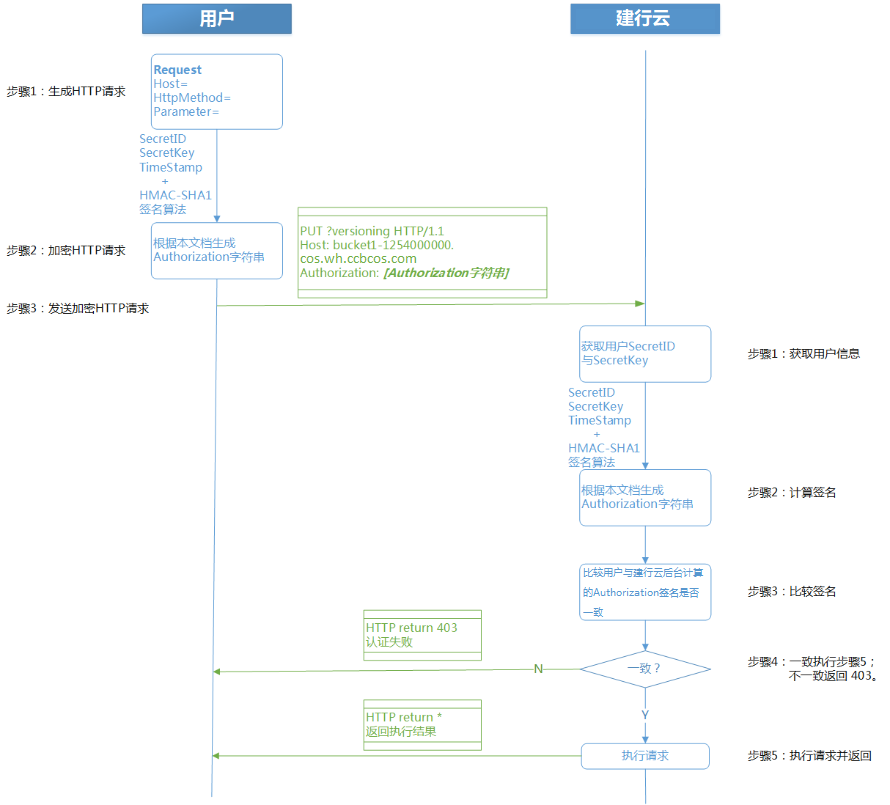 用户
建行云
Request
Host=
HttpMethod=
Parameter=
步骤1：生成HTTP请求
SecretID
SecretKey
TimeStamp
+
HMAC-SHA1
签名算法
步骤2：加密HTTP请求
根据本文档生成
Authorization字符串
PUT ?versioning HTTP/1.1
Host: bucket1-1254000000.
cos.wh.ccbcos.com
Authorization: [Authorization字符串]
步骤3：发送加密HTTP请求
获取用户SecretID
与SecretKey
步骤1：获取用户信息
SecretID
SecretKey
TimeStamp
+
HMAC-SHA1
签名算法
根据本文档生成
Authorization字符串
步骤2：计算签名
比较用户与建行云后台计算
的Authorization签名是否
一致
步骤3：比较签名
HTTP return 403
认证失败
N
一致？
步骤4：一致执行步骤5；
不一致返回 403。
Y
HTTP return *
返回执行结果
执行请求
步骤5：执行请求并返回